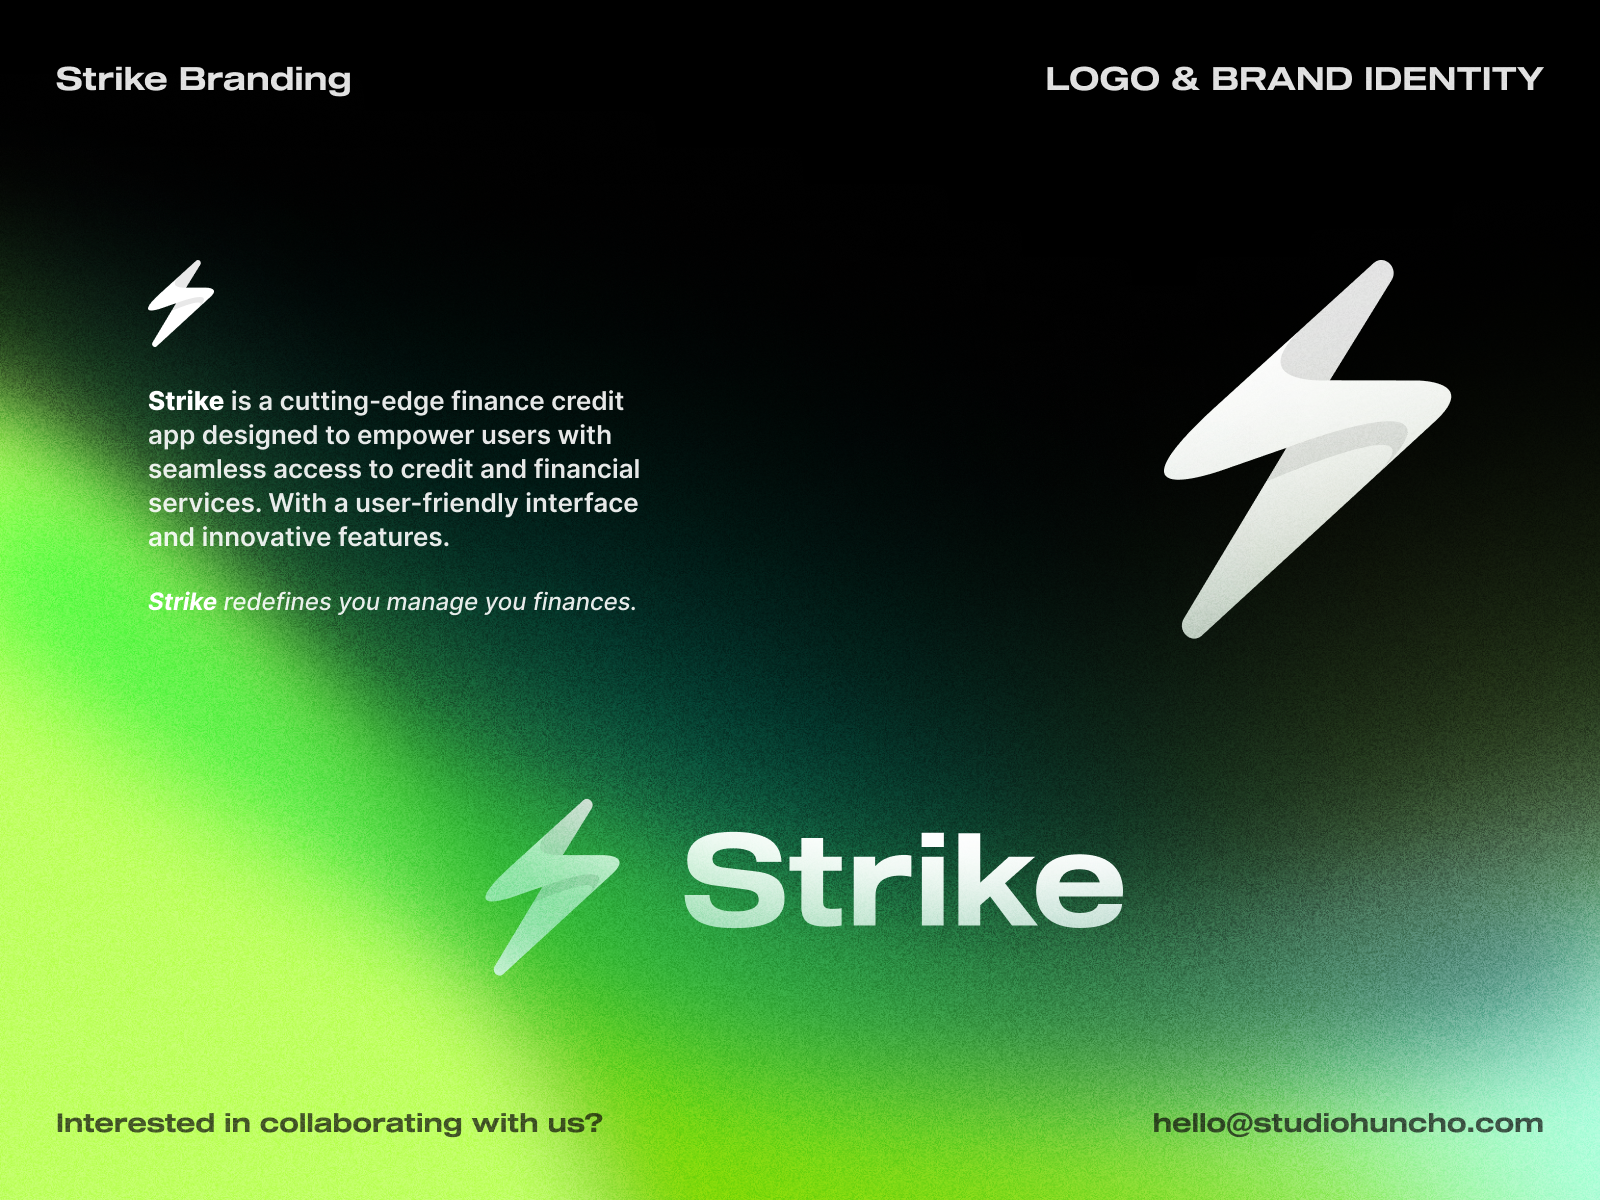 Strike Branding
LOGO & BRAND IDENTITY
Strike is a cutting-edge finance credit
app designed to empower users with
seamless access to credit and financial
services. With a user-friendly interface
and innovative features.
Strike redefines you manage you finances.
Strike
Interested in collaborating with us?
hello@studiohuncho.com